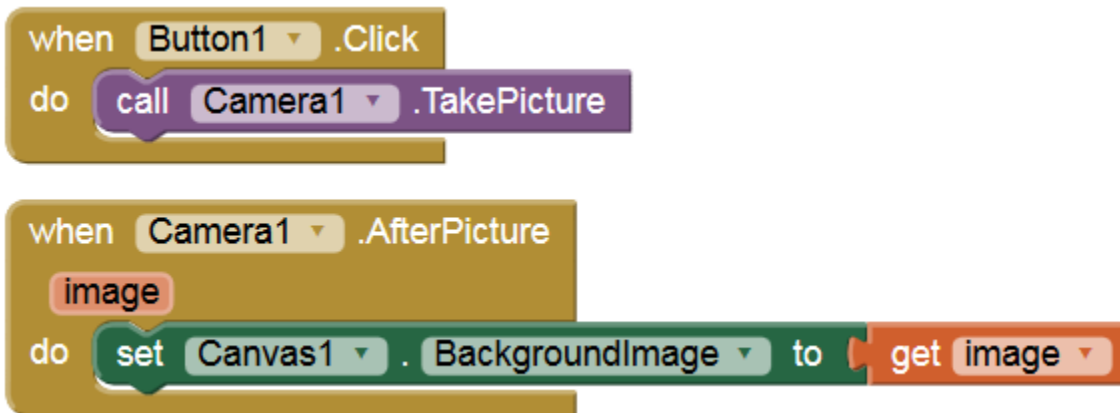 when Button1 .Click
do call Camera1 .TakePicture
when Camera1 .AfterPicture
image
do set Canvas1 . BackgroundImage to get image